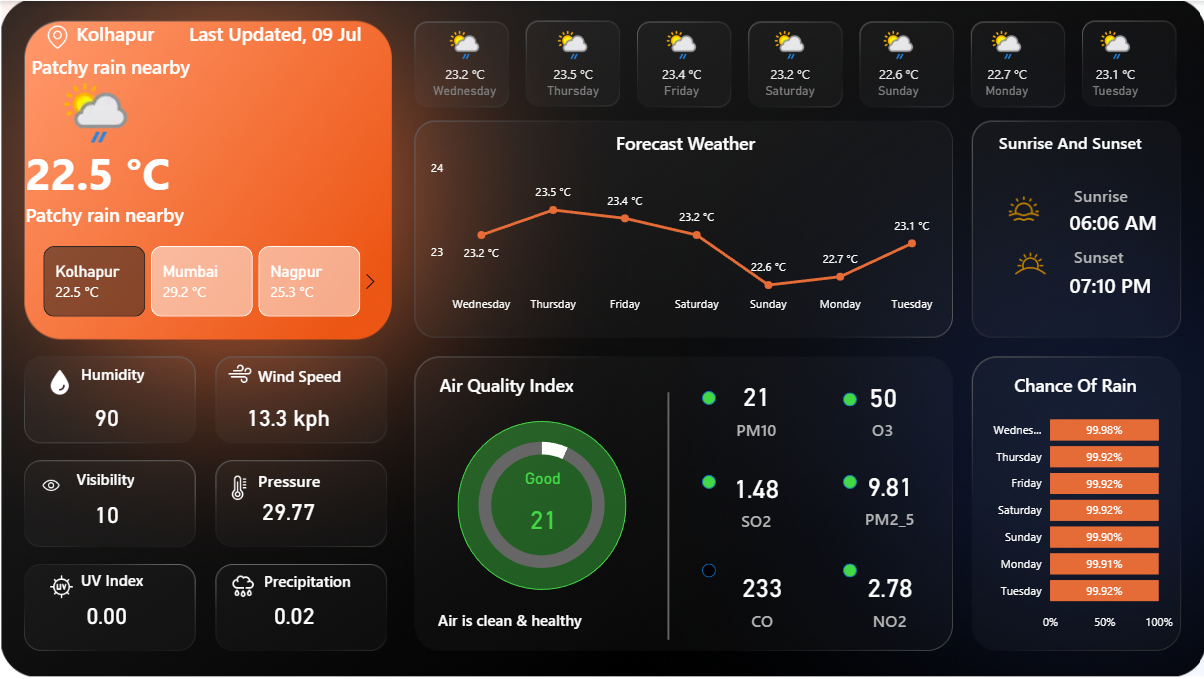 Kolhapur Last Updated, 09 Jul
Patchy rain nearby
22.5 °C
Patchy rain nearby
Kolhapur
22.5 °C
Mumbai
29.2 °C
Nagpur
25.3 °C
23.2 °C
Wednesday
23.5 °C
Thursday
23.4 °C
Friday
23.2 °C
Saturday
22.6 °C
Sunday
22.7 °C
Monday
23.1 °C
Tuesday
Forecast Weather
24
23
23.2 °C
23.5 °C
23.4 °C
23.2 °C
22.6 °C
22.7 °C
23.1 °C
Wednesday Thursday Friday Saturday Sunday Monday Tuesday
Sunrise And Sunset
Sunrise
06:06 AM
Sunset
07:10 PM
Humidity
90
Wind Speed
13.3 kph
Visibility
10
Pressure
29.77
UV
UV Index
0.00
Precipitation
0.02
Air Quality Index
Good
21
Air is clean & healthy
21
PM10
50
O3
1.48
SO2
9.81
PM2_5
233
CO
2.78
NO2
Chance Of Rain
Wednes... 99.98%
Thursday 99.92%
Friday 99.92%
Saturday 99.92%
Sunday 99.90%
Monday 99.91%
Tuesday 99.92%
0% 50% 100%